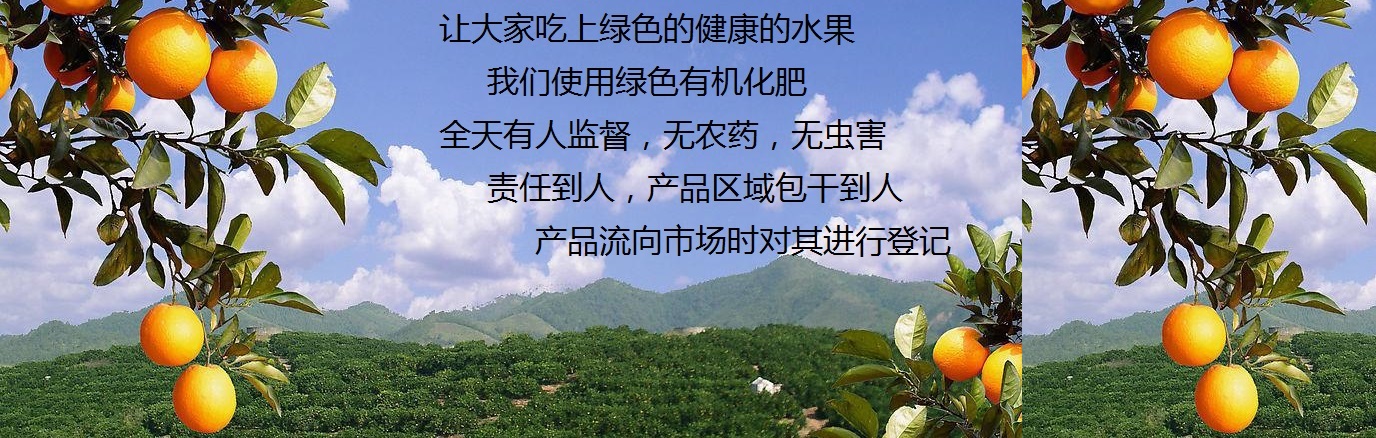 让大家吃上绿色的健康的水果
我们使用绿色有机化肥
全天有人监督，无农药，无虫害
责任到人，产品区域包干到人
产品流向市场时对其进行登记